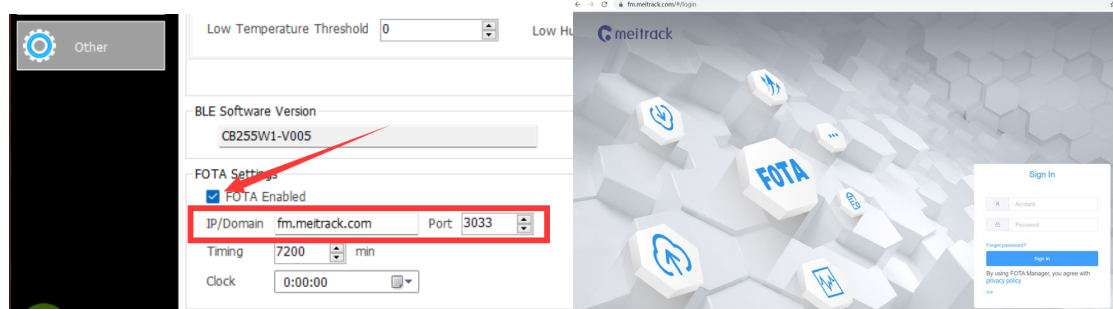 Other
Low Temperature Threshold 0 Low Hu
BLE Software Version
CB255W1-V005
FOTA Settings
FOTA Enabled
IP/Domain fm.meitrack.com Port 3033
Timing 7200 min
Clock 0:00:00
fm.meitrack.com/#/login
meitrack
FOTA
Sign In
Account
Password
Forget password?
Sign in
By using FOTA Manager, you agree with
privacy policy.
>>